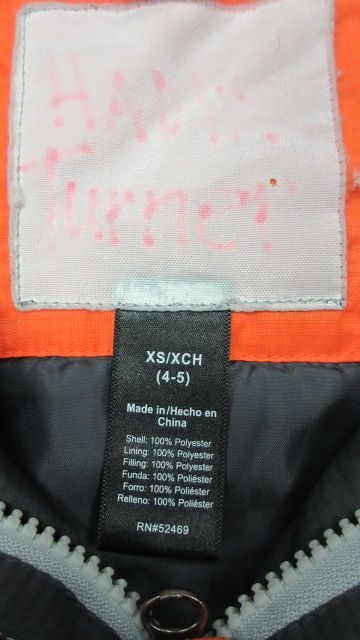 Turner
XS/XCH
(4-5)
Made in/Hecho en
China
Shell: 100% Polyester
Lining: 100% Polyester
Filling: 100% Polyester
Funda: 100% Poliéster
Forro: 100% Poliéster
Relleno: 100% Poliéster
RN#52469